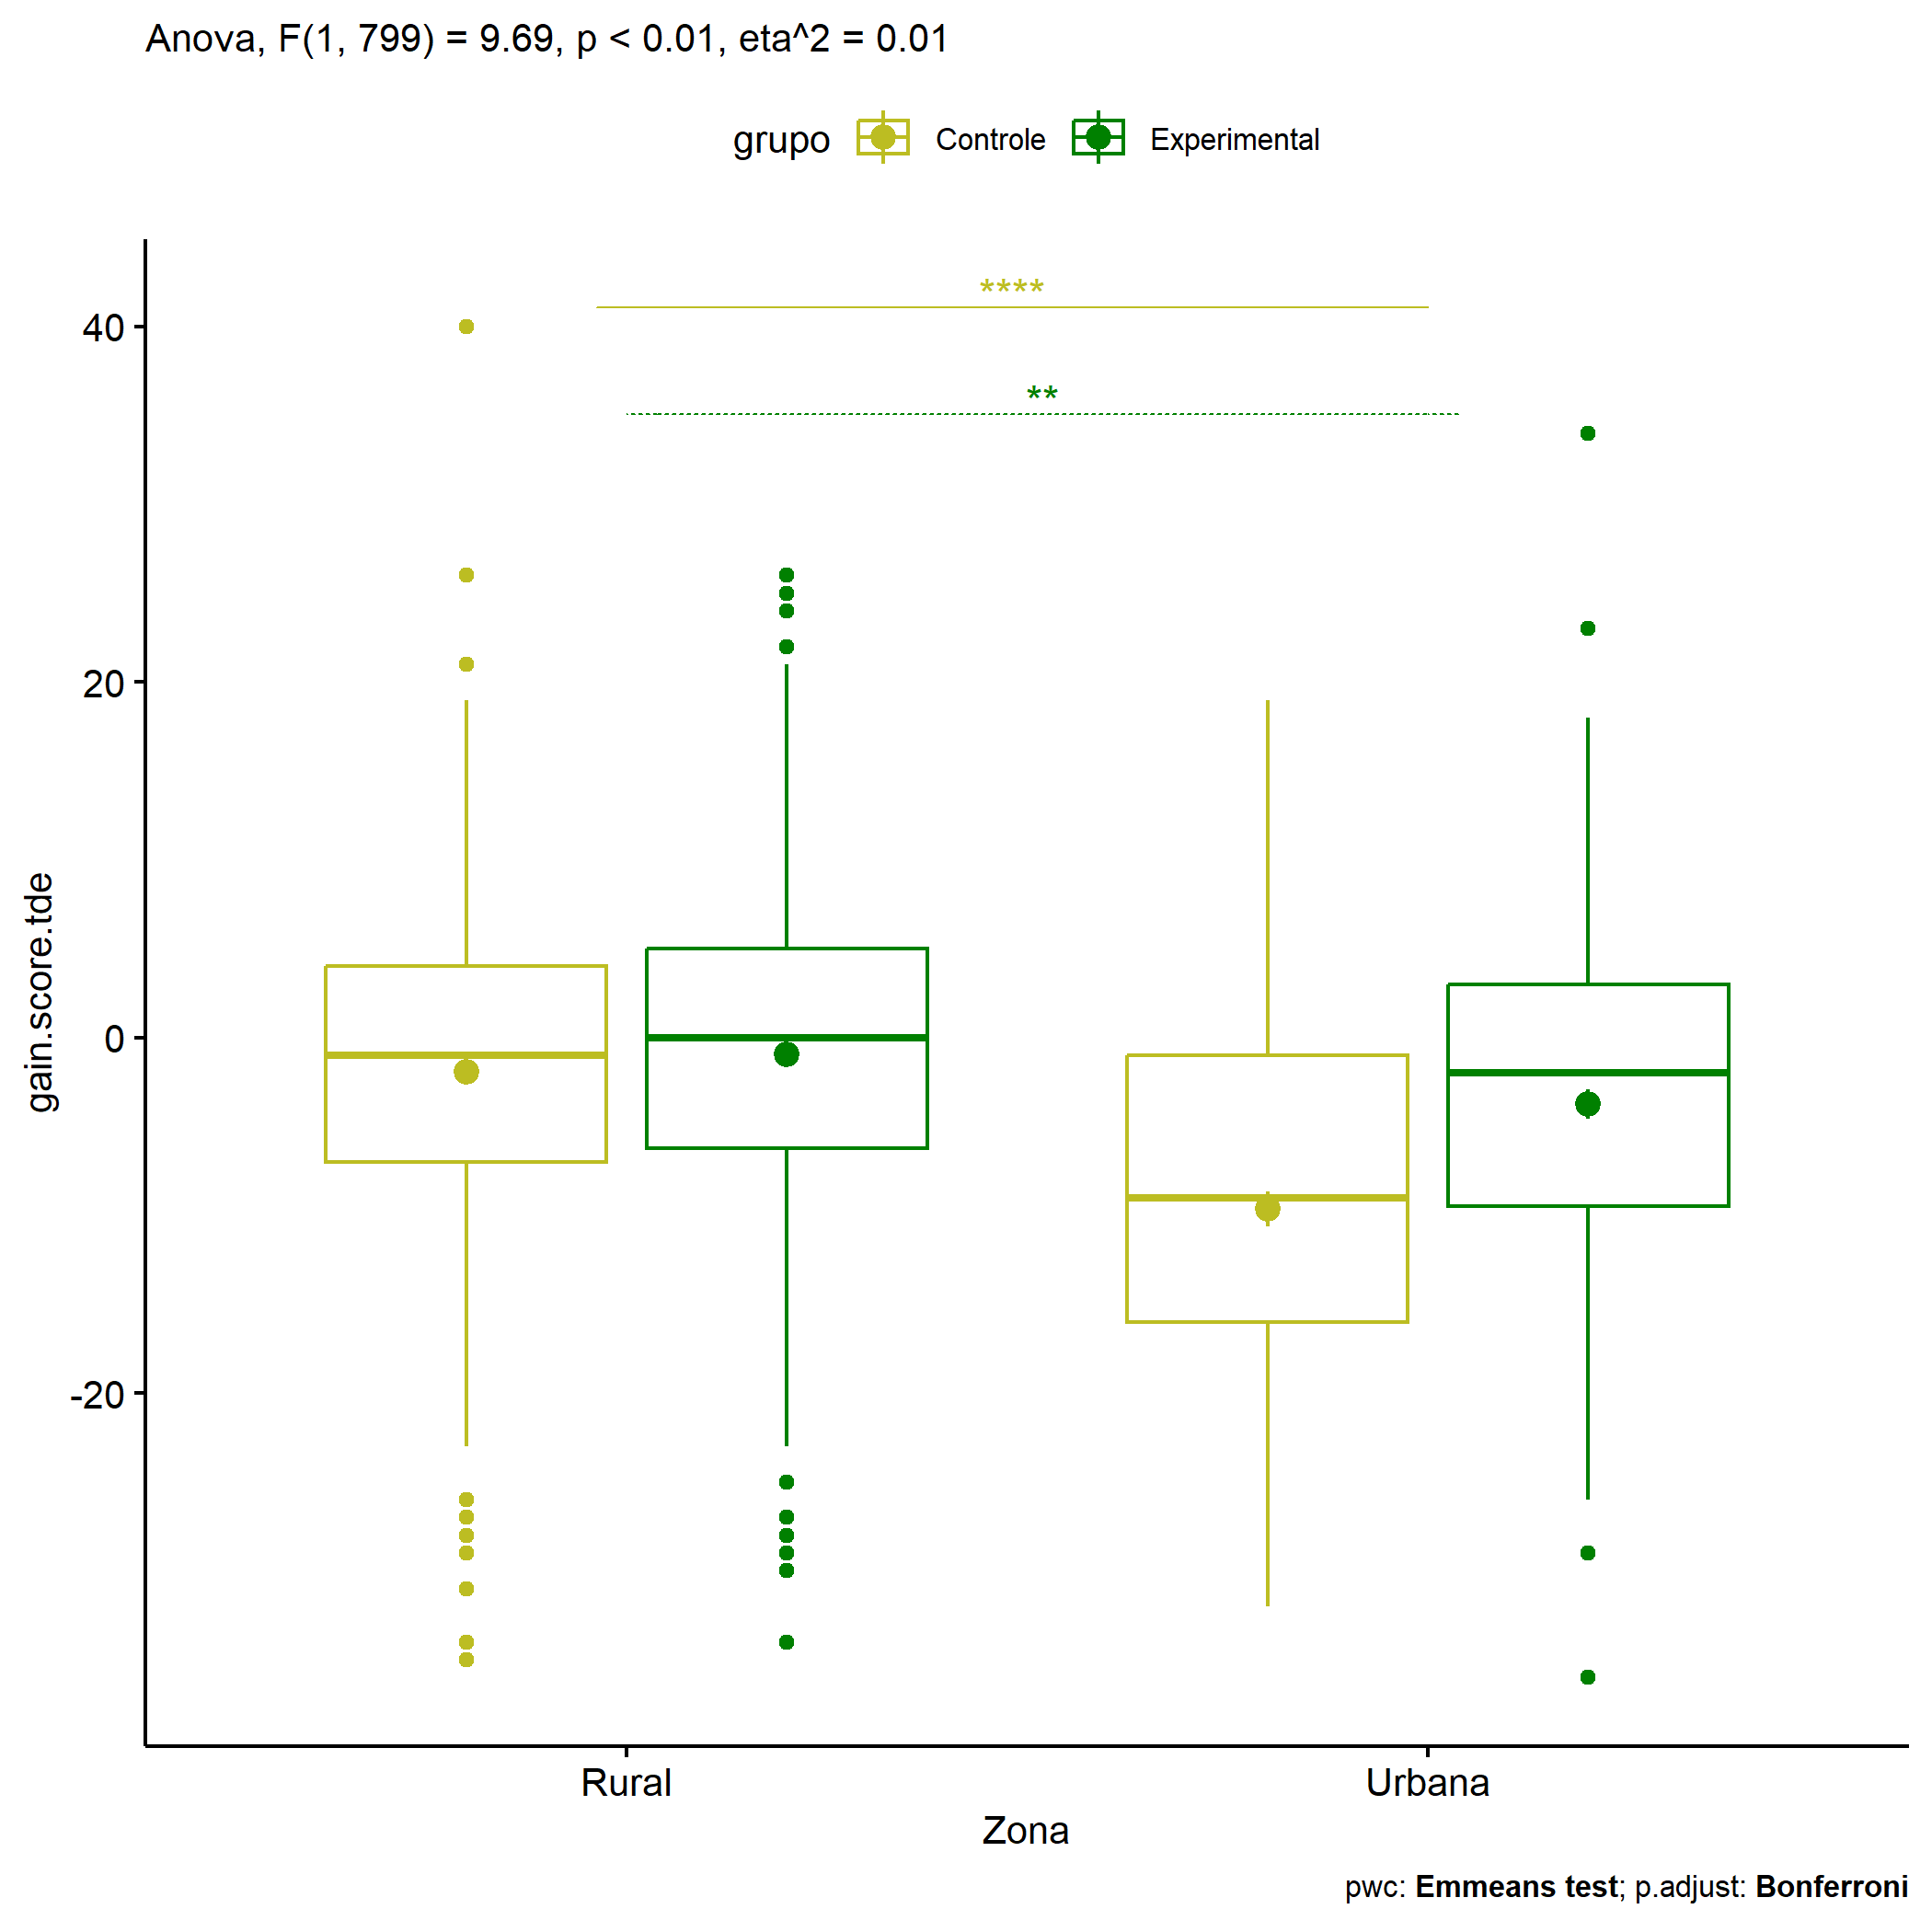 Anova, F(1, 799) = 9.69, p < 0.01, eta^2 = 0.01
grupo Controle Experimental
****
**
40
20
0
-20
gain.score.tde
Rural Urbana
Zona
pwc: Emmeans test; p.adjust: Bonferroni